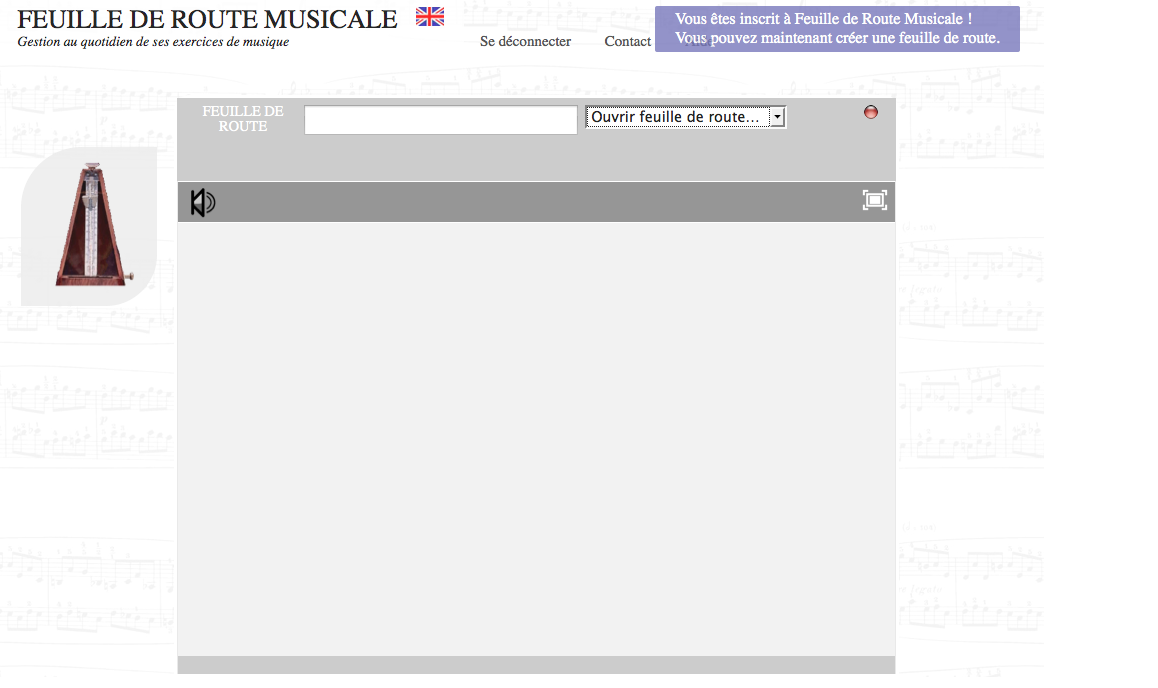 FEUILLE DE ROUTE MUSICALE
Gestion au quotidien de ses exercices de musique
Se déconnecter
Contact
Vous êtes inscrit à Feuille de Route Musicale !
Vous pouvez maintenant créer une feuille de route.
FEUILLE DE
ROUTE
Ouvrir feuille de route...